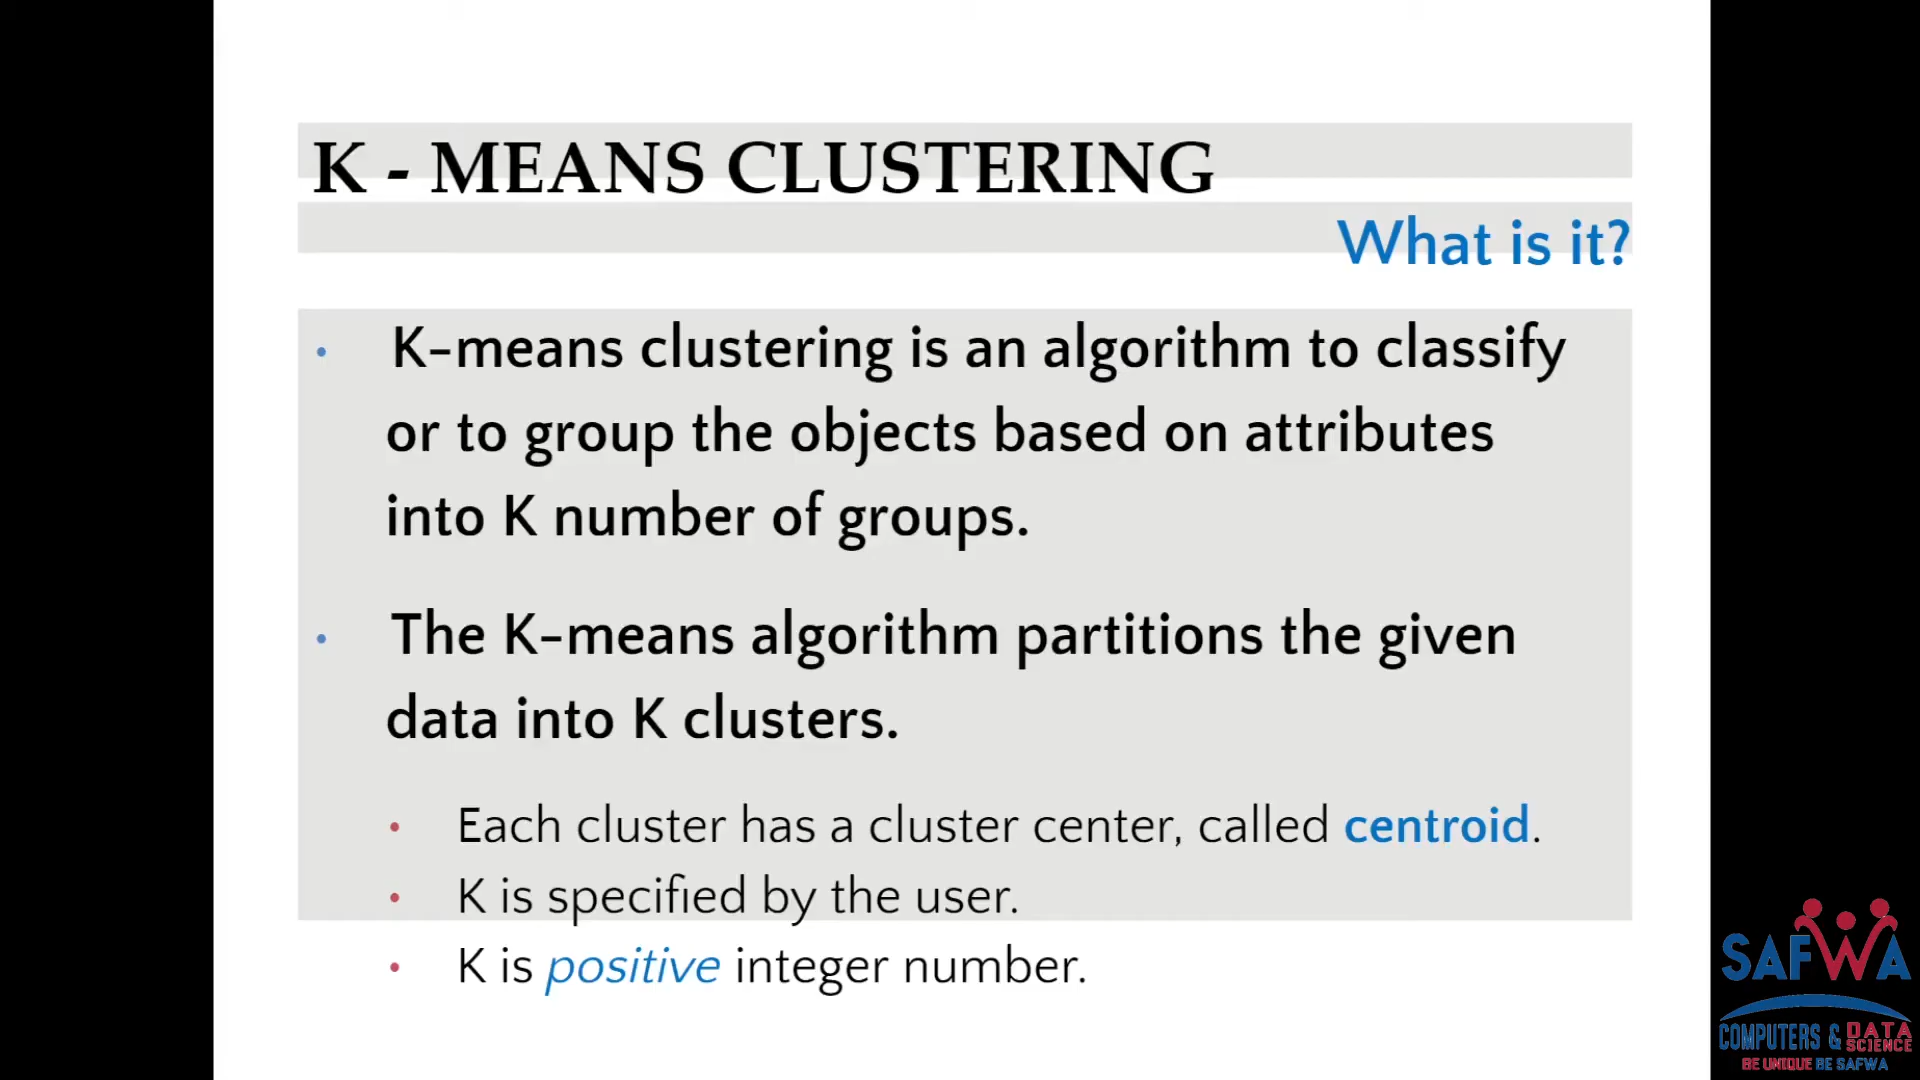 K - MEANS CLUSTERING
What is it?
• K-means clustering is an algorithm to classify
or to group the objects based on attributes
into K number of groups.
• The K-means algorithm partitions the given
data into K clusters.
• Each cluster has a cluster center, called centroid.
• K is specified by the user.
• K is positive integer number.
SAFWA
COMPUTERS & DATA SCIENCE
BE UNIQUE BE SAFWA